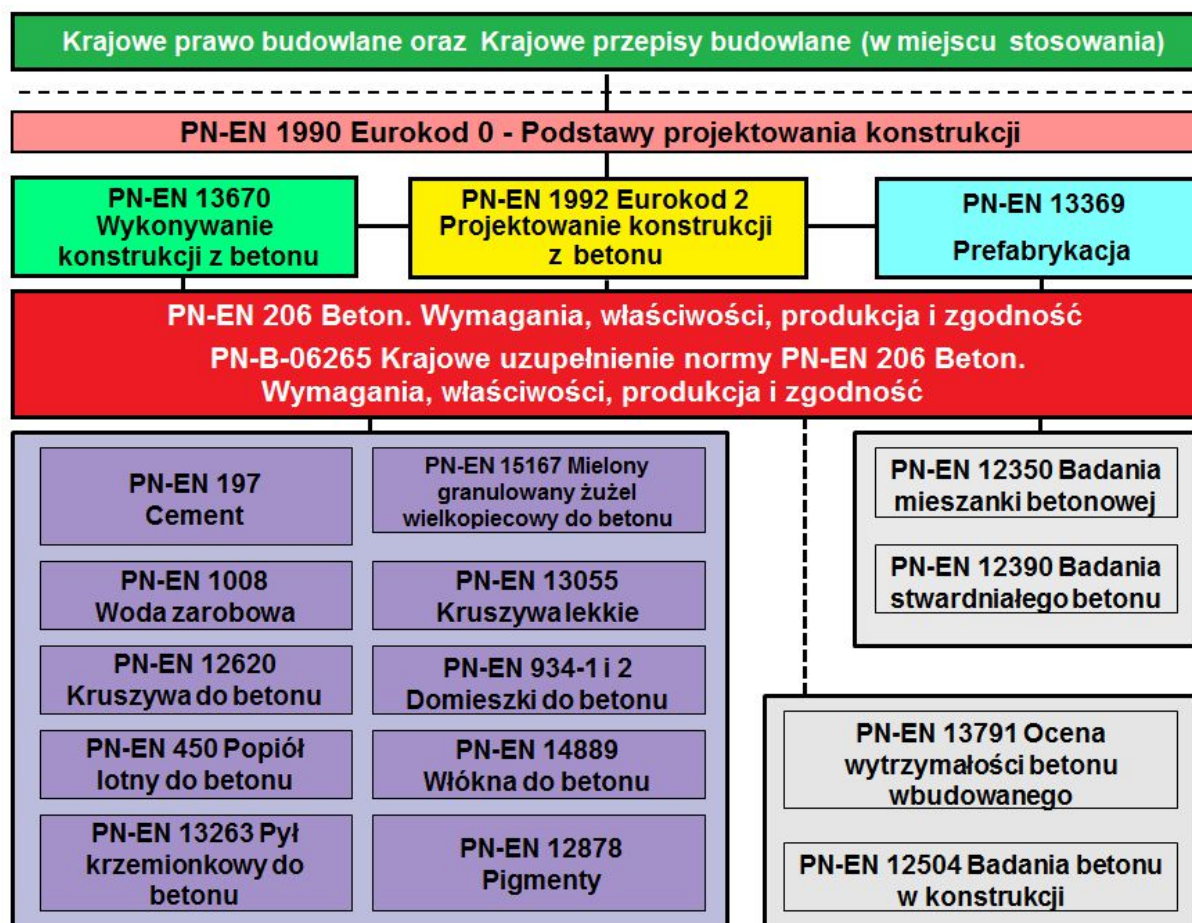 Krajowe prawo budowlane oraz Krajowe przepisy budowlane (w miejscu stosowania)
PN-EN 1990 Eurokod 0 - Podstawy projektowania konstrukcji
PN-EN 13670
Wykonywanie
konstrukcji z betonu
PN-EN 1992 Eurokod 2
Projektowanie konstrukcji
z betonu
PN-EN 13369
Prefabrykacja
PN-EN 206 Beton. Wymagania, właściwości, produkcja i zgodność
PN-B-06265 Krajowe uzupełnienie normy PN-EN 206 Beton.
Wymagania, właściwości, produkcja i zgodność
PN-EN 197
Cement
PN-EN 15167 Mielony
granulowany żużel
wielkopiecowy do betonu
PN-EN 1008
Woda zarobowa
PN-EN 13055
Kruszywa lekkie
PN-EN 12620
Kruszywa do betonu
PN-EN 934-1 i 2
Domieszki do betonu
PN-EN 450 Popiół
lotny do betonu
PN-EN 14889
Włókna do betonu
PN-EN 13263 Pył
krzemionkowy do
betonu
PN-EN 12878
Pigmenty
PN-EN 12350 Badania
mieszanki betonowej
PN-EN 12390 Badania
stwardniałego betonu
PN-EN 13791 Ocena
wytrzymałości betonu
wbudowanego
PN-EN 12504 Badania betonu
w konstrukcji